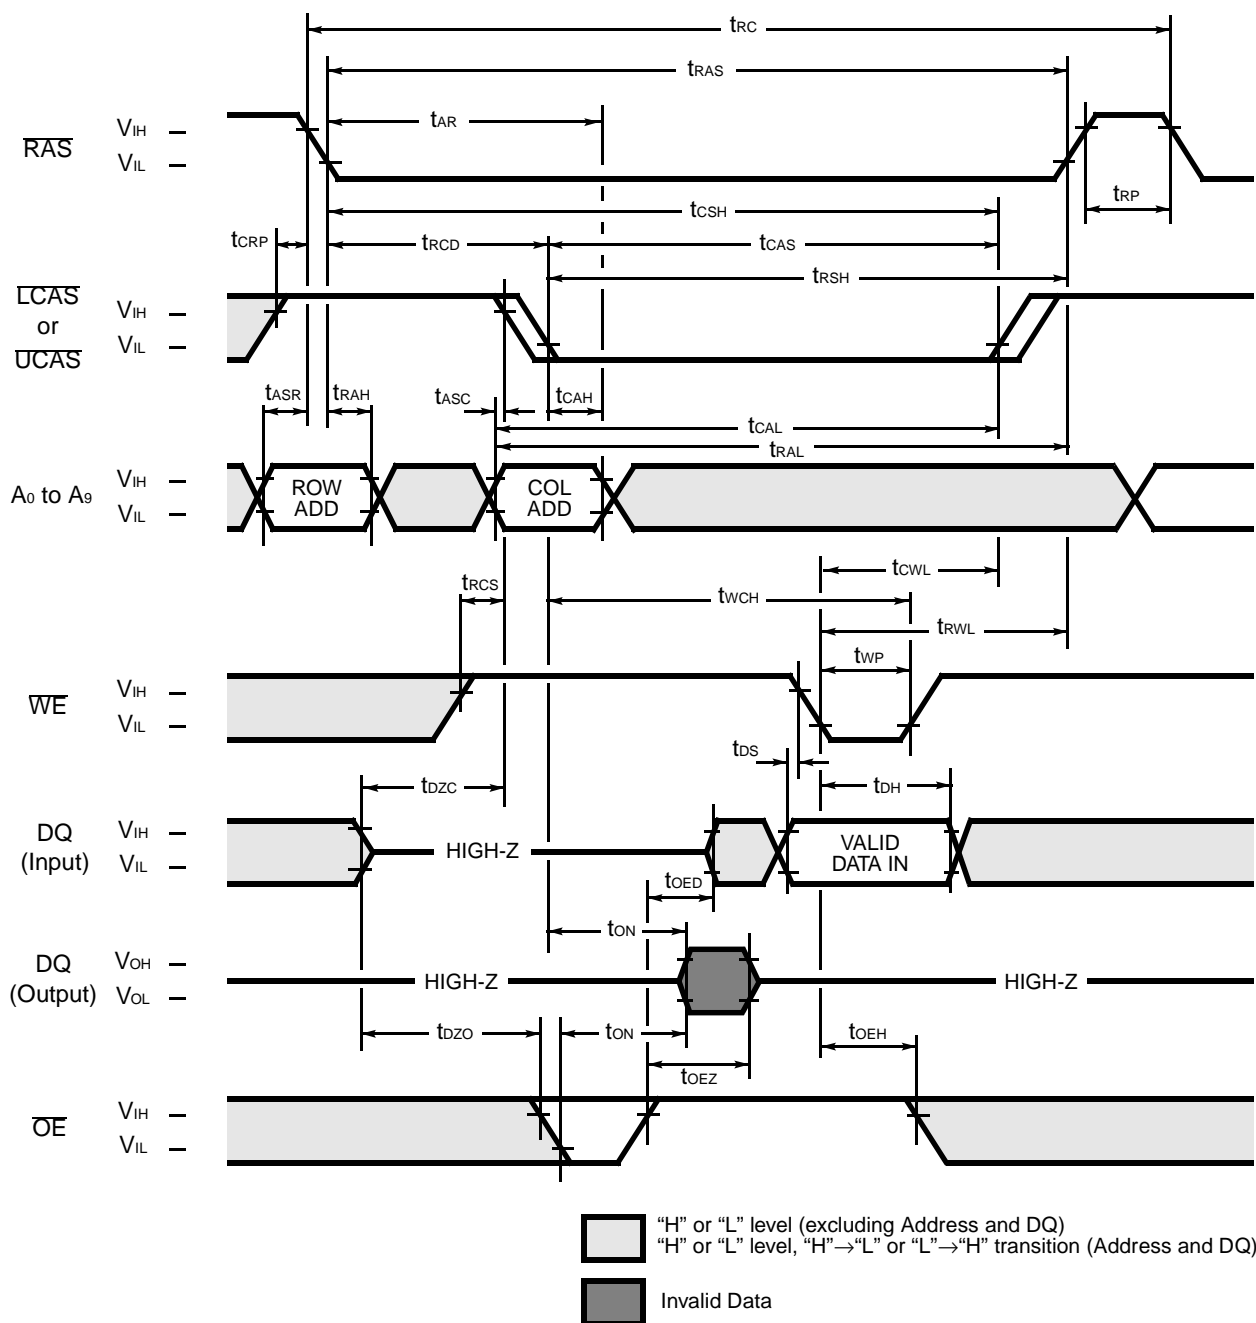 tRC
tRAS
tAR
RAS
VIH
VIL
tRP
tCSH
tCRP
tRCD
tCAS
tRSH
LCAS
or
UCAS
VIH
VIL
tASR
tRAH
tASC
tCAH
tCAL
tRAL
A0 to A9
VIH
VIL
ROW
ADD
COL
ADD
tCWL
tRCS
tWCH
tRWL
tWP
WE
VIH
VIL
tDS
tDZC
tDH
DQ
(Input)
VIH
VIL
HIGH-Z
VALID
DATA IN
tOED
tON
DQ
(Output)
VOH
VOL
HIGH-Z
HIGH-Z
tDZO
tON
tOEH
tOEZ
OE
VIH
VIL
“H” or “L” level (excluding Address and DQ)
“H” or “L” level, “H”→“L” or “L”→“H” transition (Address and DQ)
Invalid Data